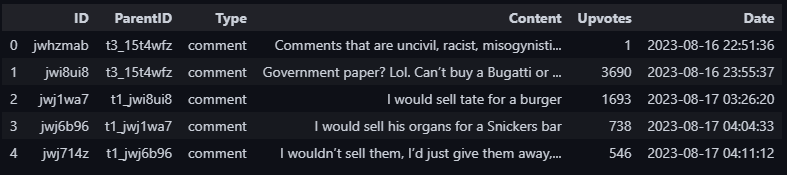 ID ParentID Type Content Upvotes Date
0 jwhzmab t3_15t4wfz comment Comments that are uncivil, racist, misogynisti... 1 2023-08-16 22:51:36
1 jwi8ui8 t3_15t4wfz comment Government paper? Lol. Can’t buy a Bugatti or ... 3690 2023-08-16 23:55:37
2 jwj1wa7 t1_jwi8ui8 comment I would sell tate for a burger 1693 2023-08-17 03:26:20
3 jwj6b96 t1_jwj1wa7 comment I would sell his organs for a Snickers bar 738 2023-08-17 04:04:33
4 jwj714z t1_jwj6b96 comment I wouldn’t sell them, I’d just give them away,... 546 2023-08-17 04:11:12